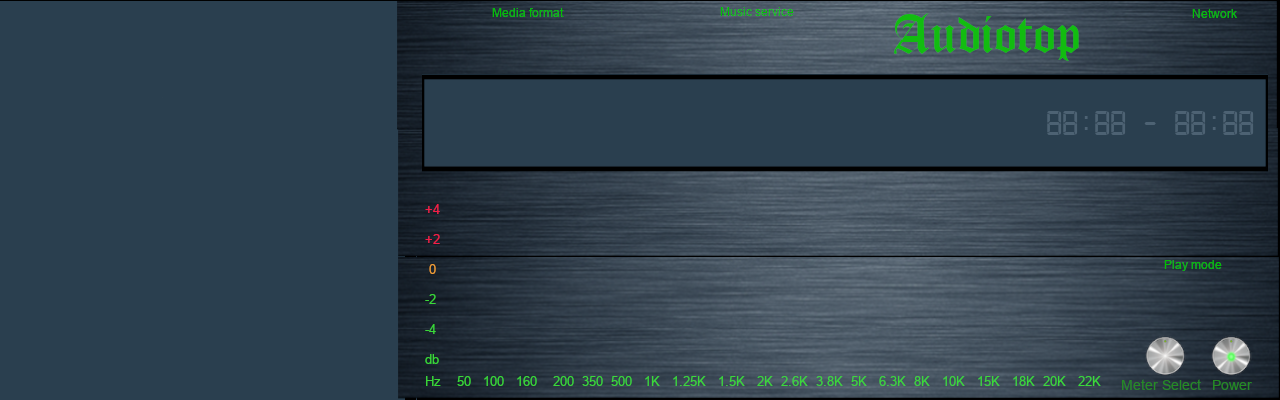 Media format
Music service
Network
Audiotop
88:88 - 88:88
+4
+2
0
Play mode
-2
-4
db
Hz 50 100 160 200 350 500 1K 1.25K 1.5K 2K 2.6K 3.8K 5K 6.3K 8K 10K 15K 18K 20K 22K
Meter Select Power